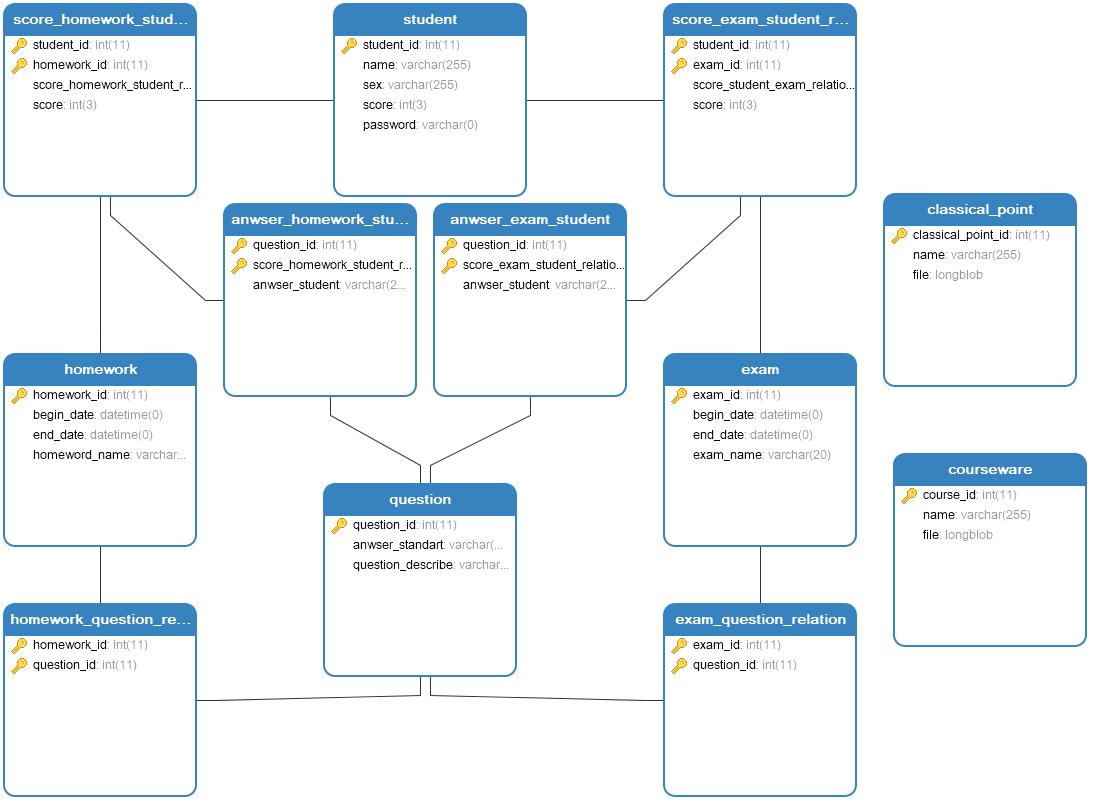 score_homework_stud...
student_id: int(11)
homework_id: int(11)
score_homework_student_r...
score: int(3)
student
student_id: int(11)
name: varchar(255)
sex: varchar(255)
score: int(3)
password: varchar(0)
score_exam_student_r...
student_id: int(11)
exam_id: int(11)
score_student_exam_relatio...
score: int(3)
anwser_homework_stu...
question_id: int(11)
score_homework_student_r...
anwser_student: varchar(2...
anwser_exam_student
question_id: int(11)
score_exam_student_relatio...
anwser_student: varchar(2...
classical_point
classical_point_id: int(11)
name: varchar(255)
file: longblob
homework
homework_id: int(11)
begin_date: datetime(0)
end_date: datetime(0)
homeword_name: varchar...
exam
exam_id: int(11)
begin_date: datetime(0)
end_date: datetime(0)
exam_name: varchar(20)
courseware
course_id: int(11)
name: varchar(255)
file: longblob
question
question_id: int(11)
anwser_standart: varchar(...
question_describe: varchar...
homework_question_re...
homework_id: int(11)
question_id: int(11)
exam_question_relation
exam_id: int(11)
question_id: int(11)